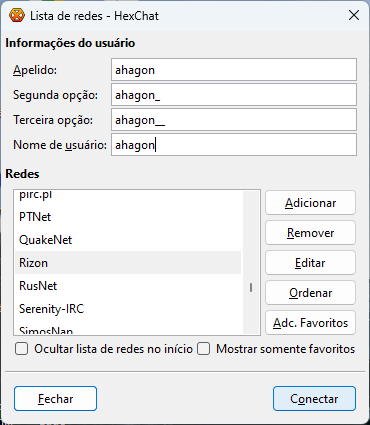 Lista de redes - HexChat
Informações do usuário
Apelido: ahagon
Segunda opção: ahagon_
Terceira opção: ahagon__
Nome de usuário: ahagon
Redes
pirc.pl
PTNet
QuakeNet
Rizon
RusNet
Serenity-IRC
SimosNap
Adicionar
Remover
Editar
Ordenar
Adc. Favoritos
Ocultar lista de redes no início Mostrar somente favoritos
Fechar Conectar